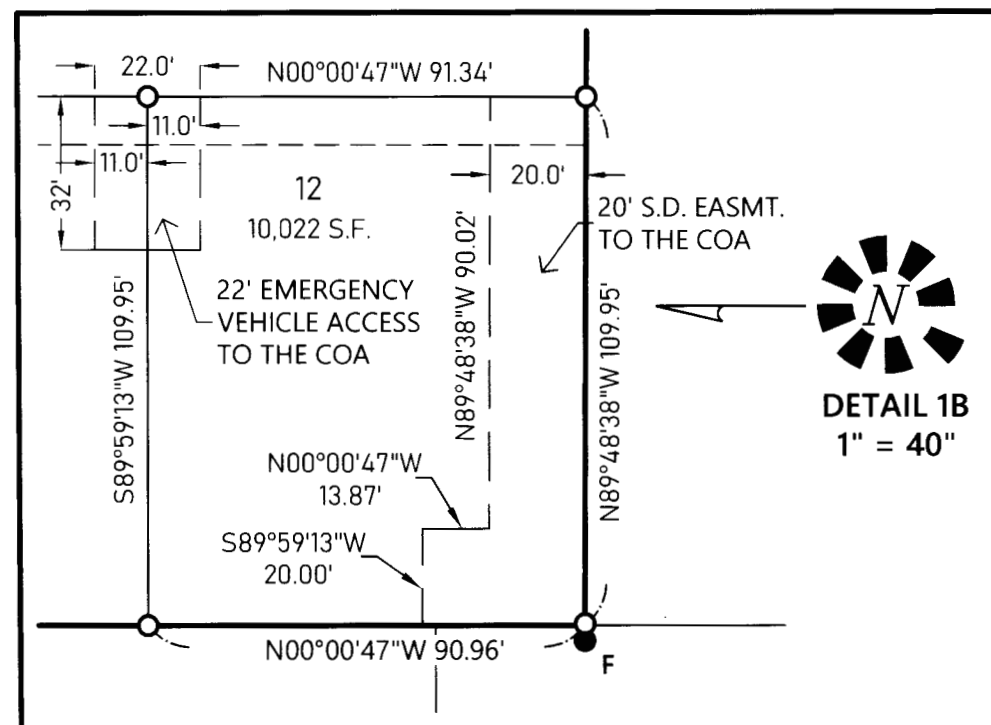 22.0'
N00°00'47"W 91.34'
11.0'
11.0'
32'
12
10,022 S.F.
20.0'
20' S.D. EASMT.
TO THE COA
22' EMERGENCY
VEHICLE ACCESS
TO THE COA
S89°59'13"W 109.95'
N89°48'38"W 90.02'
N89°48'38"W 109.95'
N
DETAIL 1B
1" = 40"
N00°00'47"W
13.87'
S89°59'13"W
20.00'
N00°00'47"W 90.96'
F